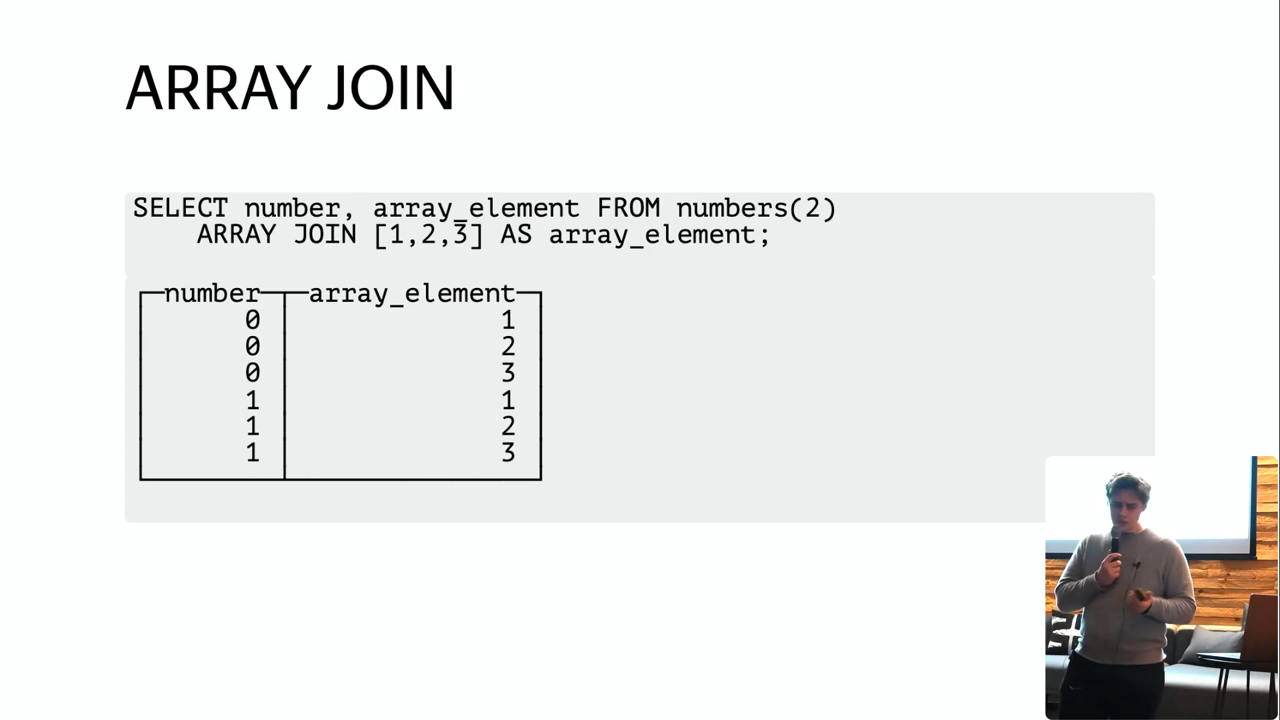 ARRAY JOIN
SELECT number, array_element FROM numbers(2)
ARRAY JOIN [1,2,3] AS array_element;
number array_element
0 1
0 2
0 3
1 1
1 2
1 3